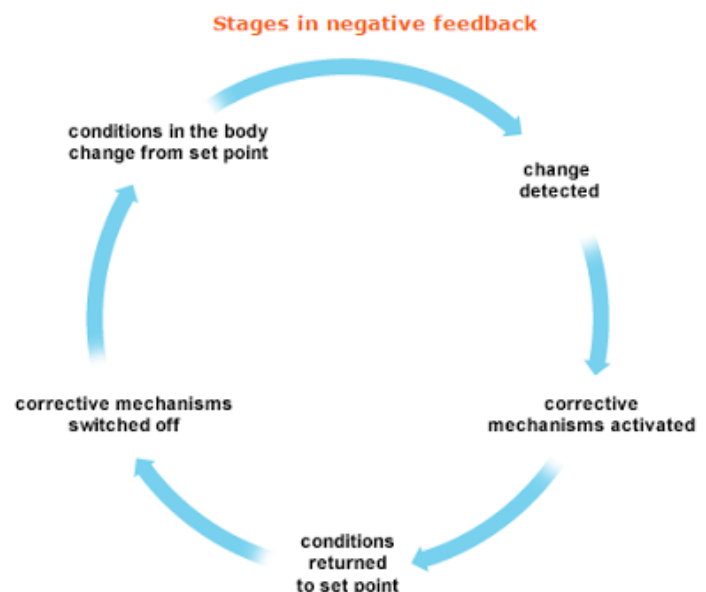 Stages in negative feedback
conditions in the body
change from set point
change
detected
corrective
mechanisms activated
conditions
returned
to set point
corrective mechanisms
switched off